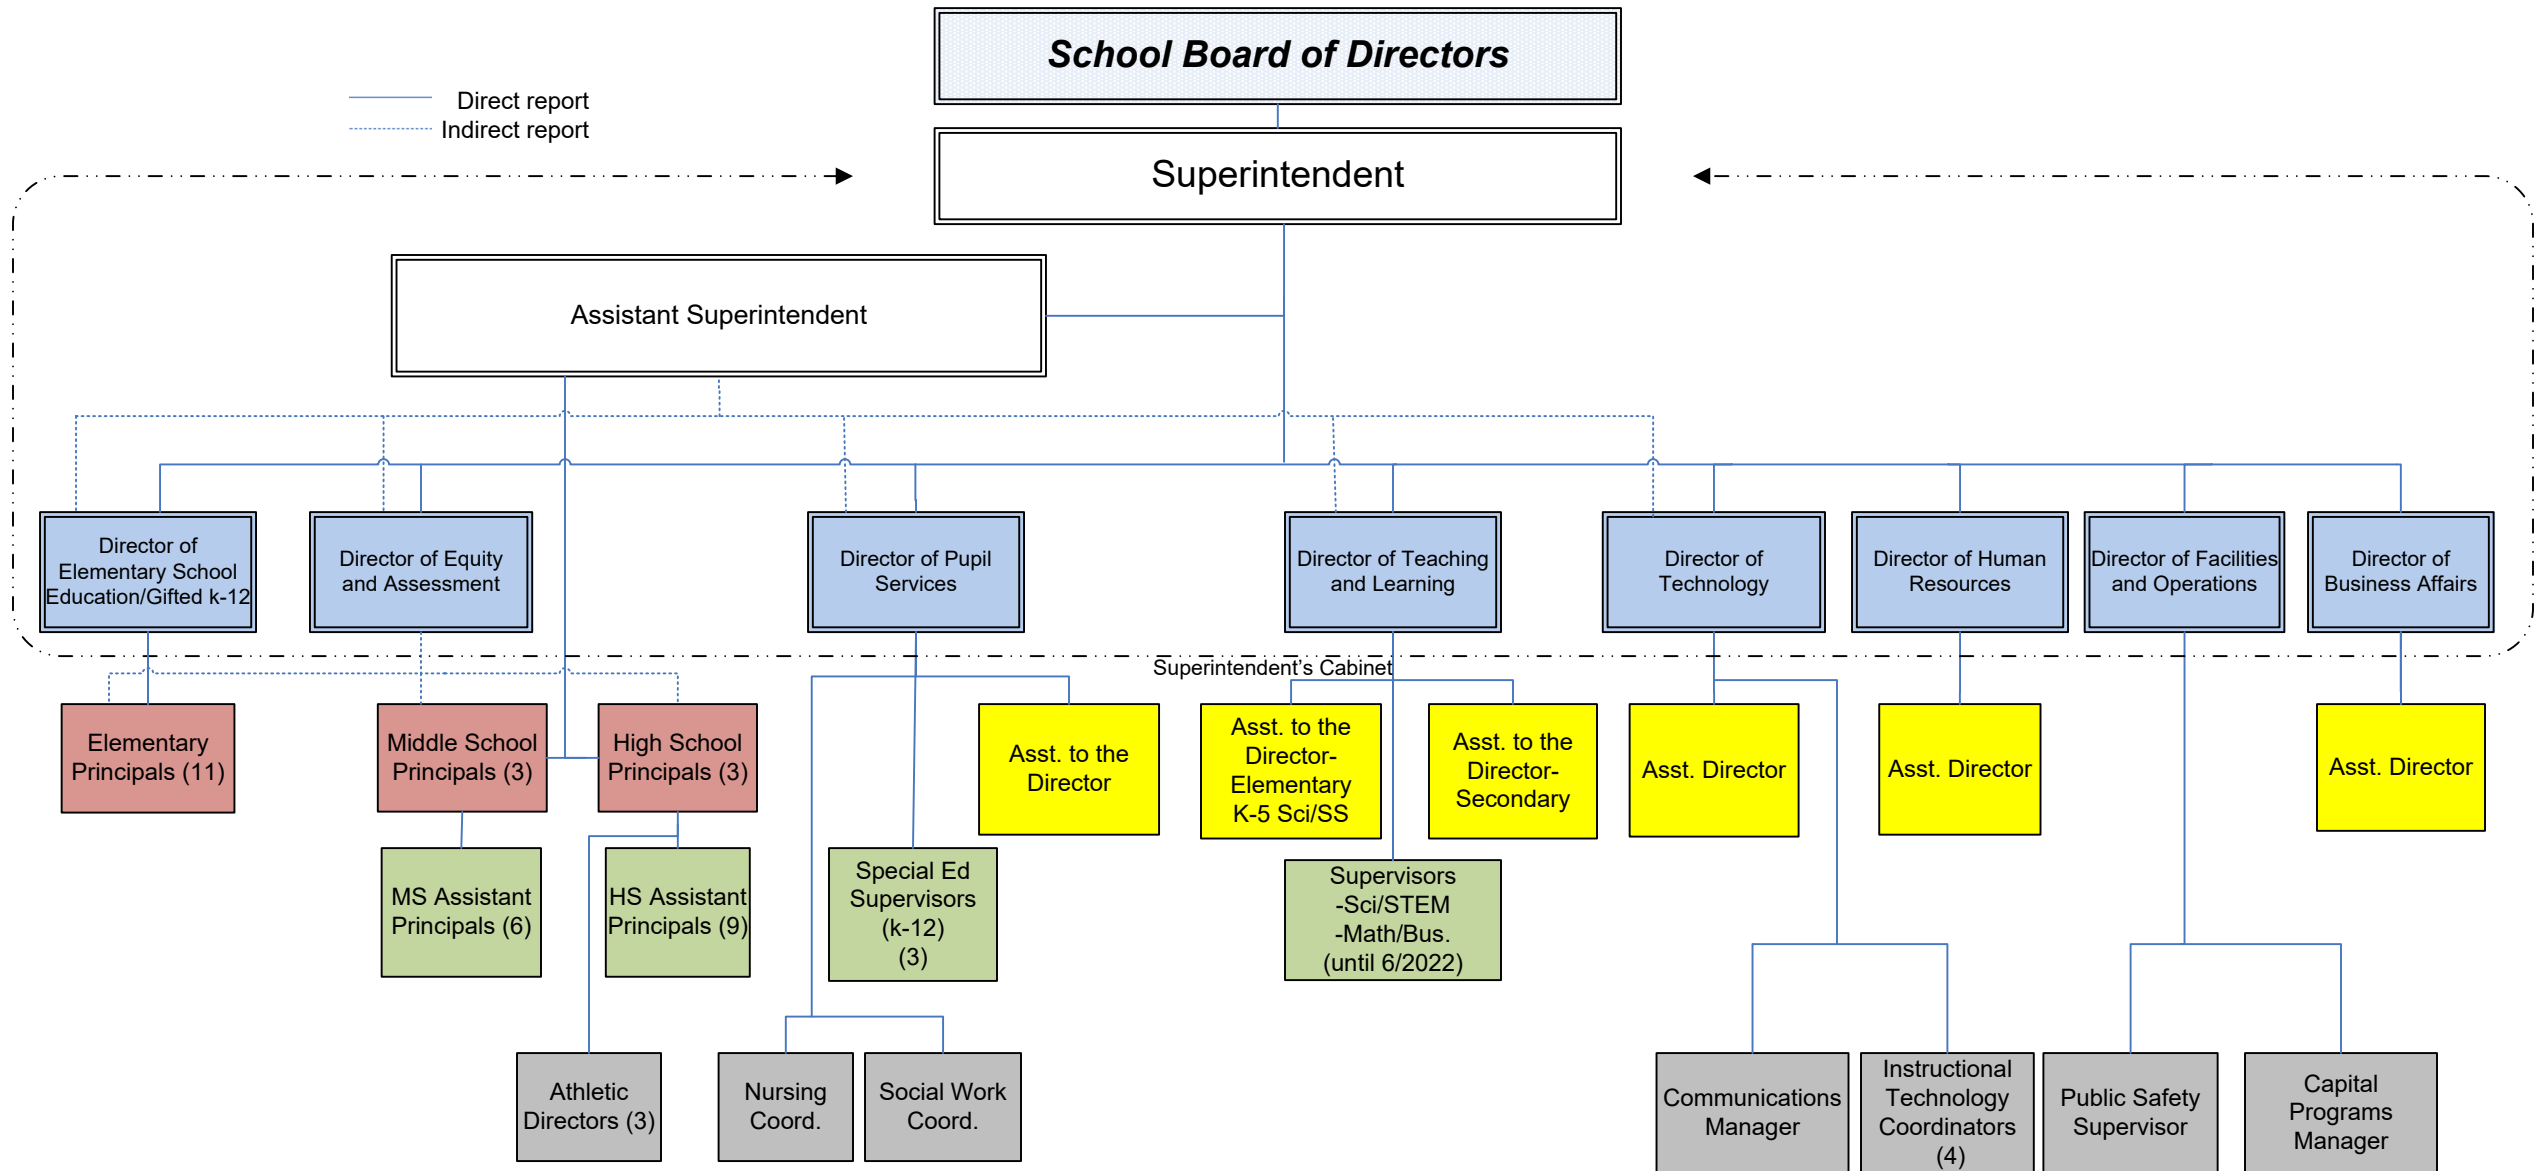 School Board of Directors
Direct report
Indirect report
Superintendent
Assistant Superintendent
Director of
Elementary School
Education/Gifted k-12
Director of Equity
and Assessment
Director of Pupil
Services
Director of Teaching
and Learning
Director of
Technology
Director of Human
Resources
Director of Facilities
and Operations
Director of
Business Affairs
Superintendent’s Cabinet
Elementary
Principals (11)
Middle School
Principals (3)
High School
Principals (3)
Asst. to the
Director
Asst. to the
Director-
Elementary
K-5 Sci/SS
Asst. to the
Director-
Secondary
Asst. Director
Asst. Director
Asst. Director
MS Assistant
Principals (6)
HS Assistant
Principals (9)
Special Ed
Supervisors
(k-12)
(3)
Supervisors
-Sci/STEM
-Math/Bus.
(until 6/2022)
Athletic
Directors (3)
Nursing
Coord.
Social Work
Coord.
Communications
Manager
Instructional
Technology
Coordinators
(4)
Public Safety
Supervisor
Capital
Programs
Manager